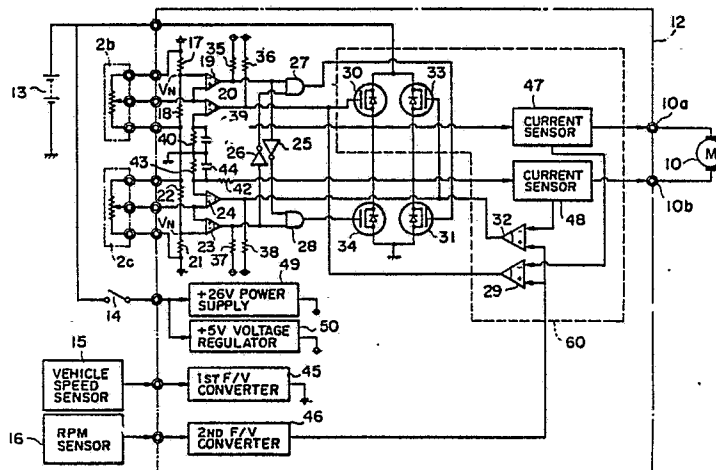 12
2b
17
35
36
27
19
VN
20
30
33
13
18
39
47
CURRENT SENSOR
10a
40
25
26
M
10
43
44
42
CURRENT SENSOR
10b
22
24
32
48
2c
VN
23
28
34
31
29
21
37
38
49
14
+26V POWER SUPPLY
50
60
+5V VOLTAGE REGULATOR
15
VEHICLE SPEED SENSOR
45
1ST F/V CONVERTER
16
RPM SENSOR
46
2ND F/V CONVERTER